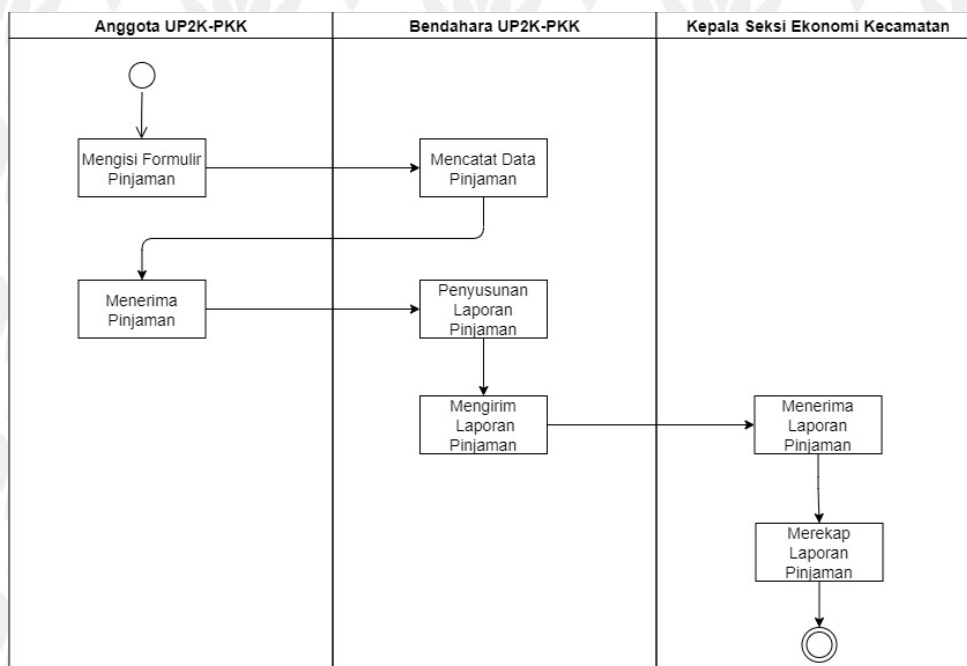 Anggota UP2K-PKK
Bendahara UP2K-PKK
Kepala Seksi Ekonomi Kecamatan
Mengisi Formulir
Pinjaman
Mencatat Data
Pinjaman
Menerima
Pinjaman
Penyusunan
Laporan
Pinjaman
Mengirim
Laporan
Pinjaman
Menerima
Laporan
Pinjaman
Merekap
Laporan
Pinjaman